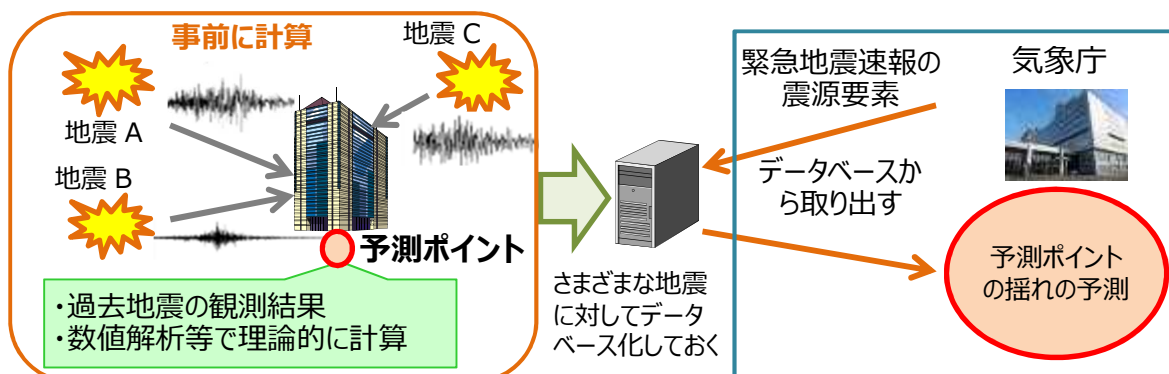 事前に計算
地震 A
地震 B
地震 C
予測ポイント
・過去地震の観測結果
・数値解析等で理論的に計算
さまざまな地震
に対してデータ
ベース化しておく
緊急地震速報の
震源要素
気象庁
データベースか
ら取り出す
予測ポイント
の揺れの予測